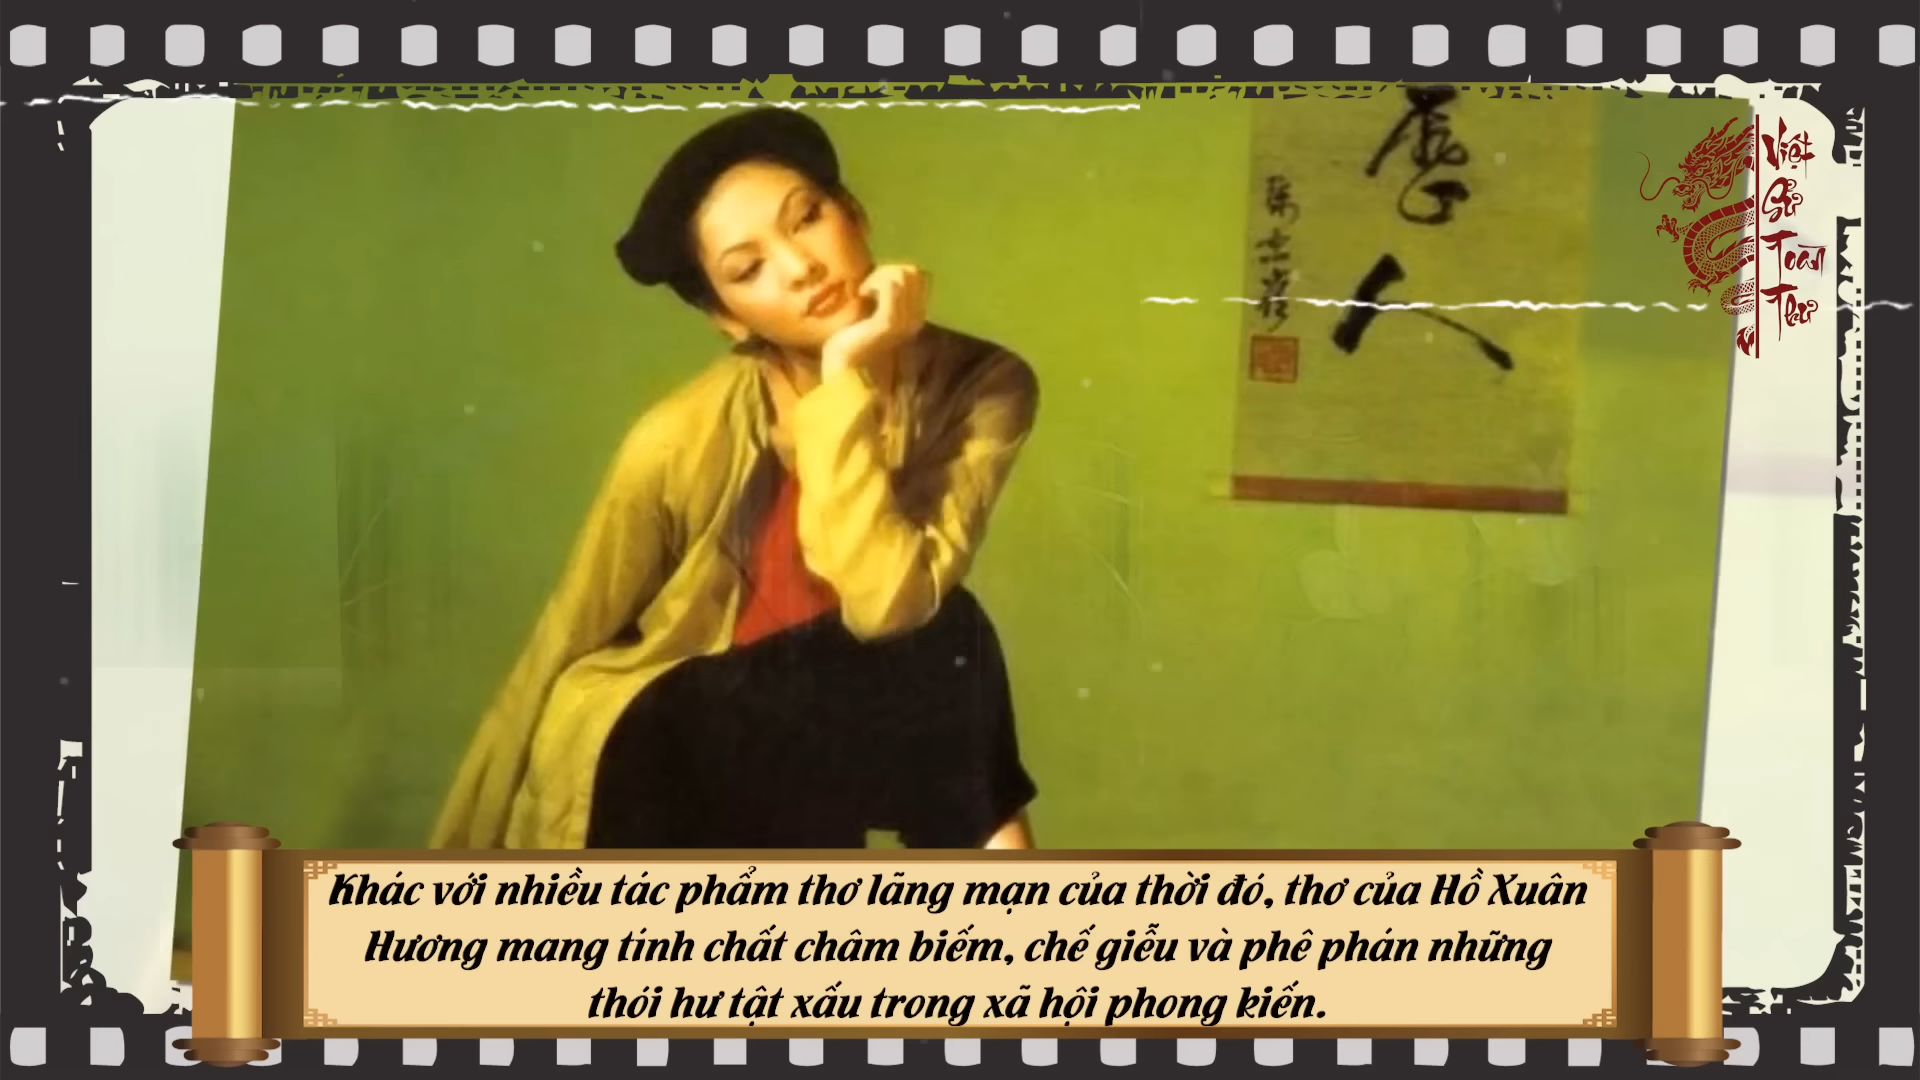 人
Việt
Sử
Toàn
Thư
Khác với nhiều tác phẩm thơ lãng mạn của thời đó, thơ của Hồ Xuân
Hương mang tính chất châm biếm, chế giễu và phê phán những
thói hư tật xấu trong xã hội phong kiến.